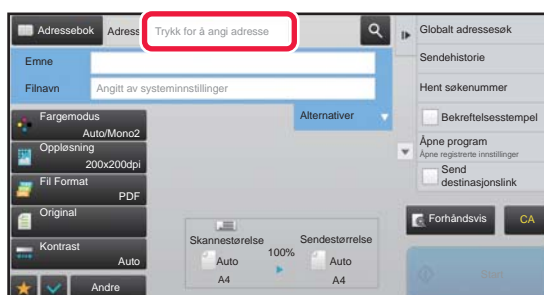 Adressebok Adress Trykk for å angi adresse
Emne
Filnavn Angitt av systeminnstillinger
Fargemodus
Auto/Mono2
Oppløsning
200x200dpi
Fil Format
PDF
Original
Kontrast
Auto
Andre
Alternativer
Skannestørelse
Auto
A4
100%
Sendestørrelse
Auto
A4
Globalt adressesøk
Sendehistorie
Hent søkenummer
Bekreftelsesstempel
Åpne program
Åpne registrerte innstillinger
Send
destinasjonslink
Forhåndsvis
CA
Start